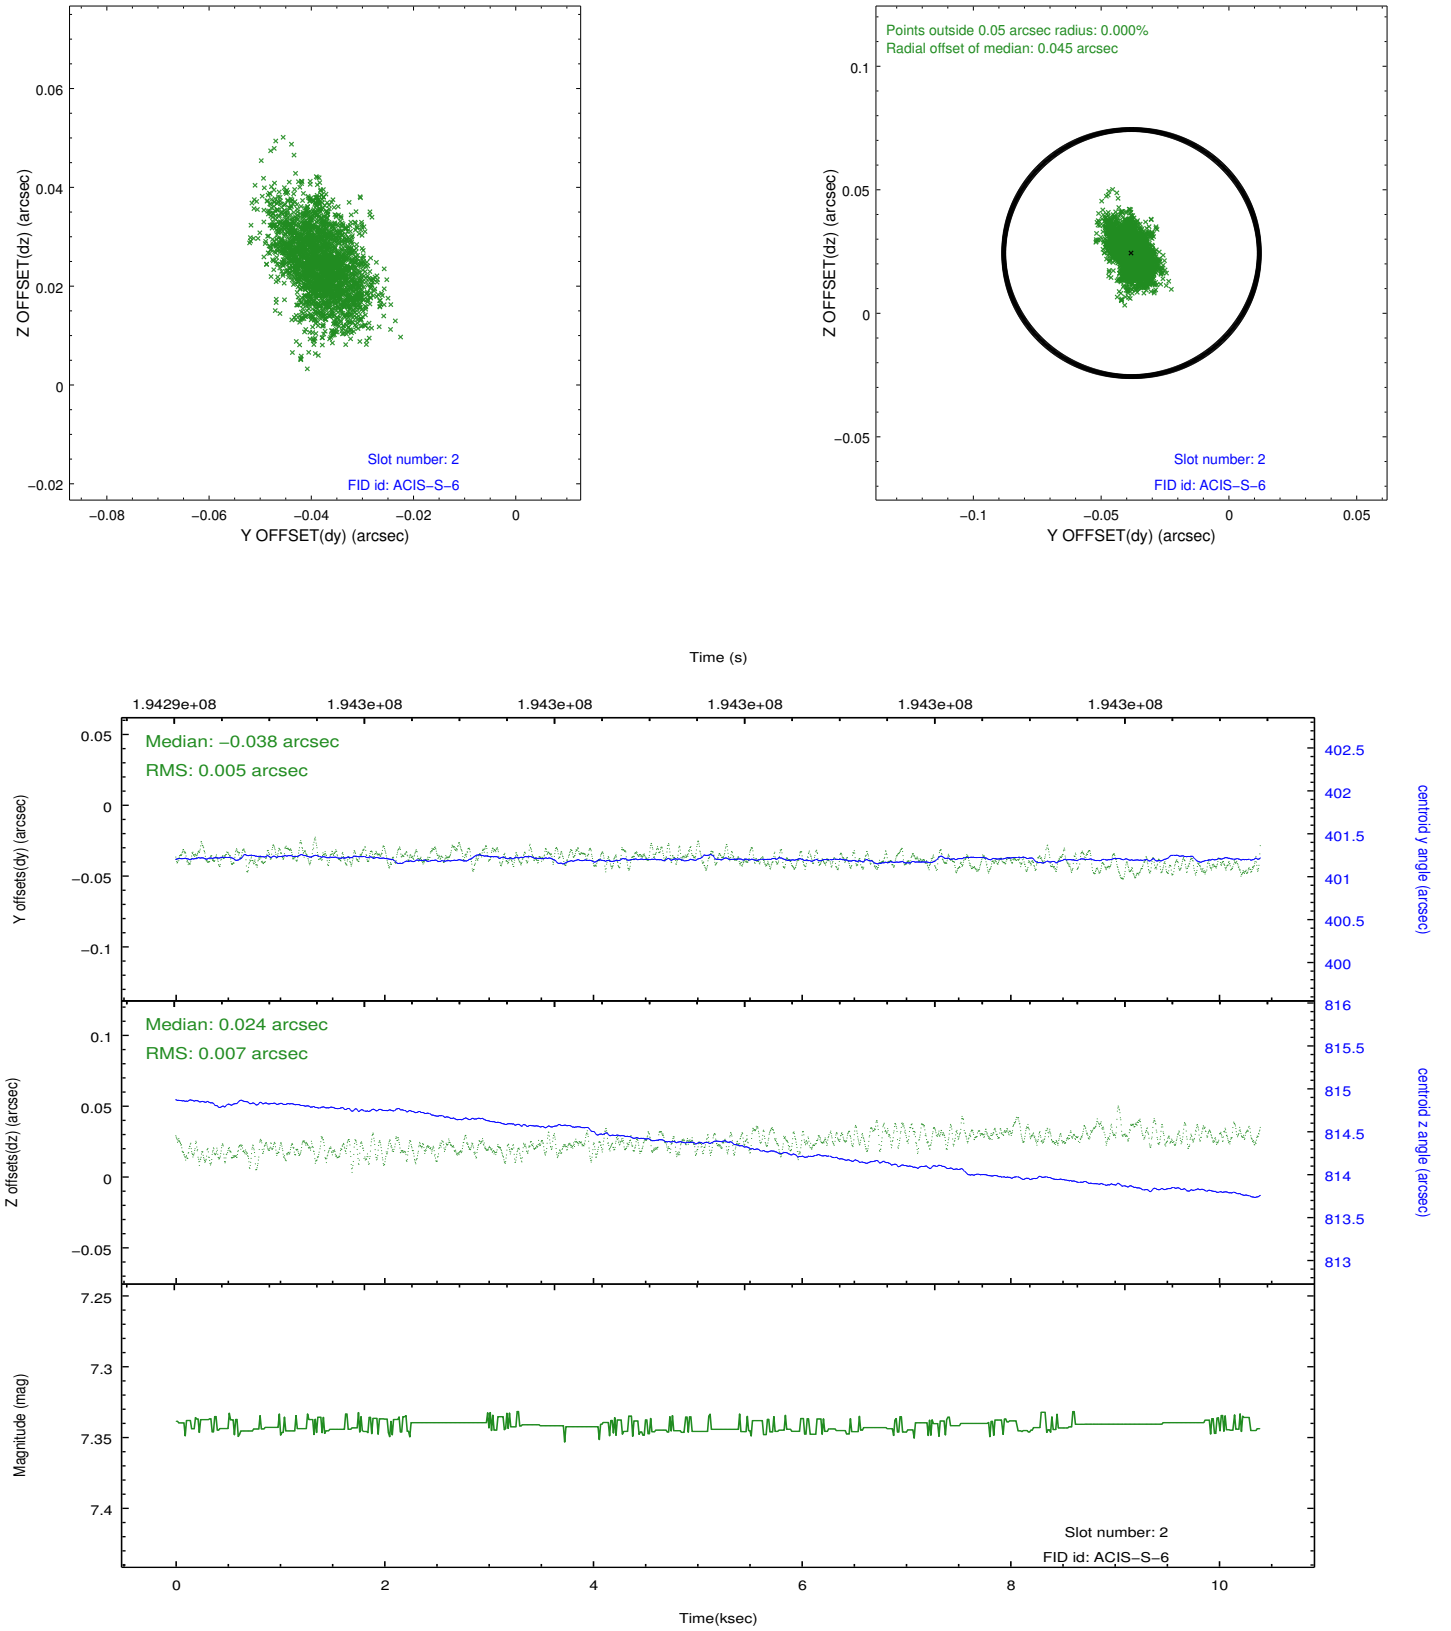 0.06
0.04
0.02
0
−0.02
Z OFFSET(dz) (arcsec)
−0.08
−0.06
−0.04
−0.02
0
Y OFFSET(dy) (arcsec)
Slot number: 2
FID id: ACIS−S−6
Points outside 0.05 arcsec radius: 0.000%
Radial offset of median: 0.045 arcsec
0.1
0.05
0
−0.05
Z OFFSET(dz) (arcsec)
−0.1
−0.05
0
0.05
Y OFFSET(dy) (arcsec)
Slot number: 2
FID id: ACIS−S−6
Time (s)
1.9429e+08
1.943e+08
1.943e+08
1.943e+08
1.943e+08
1.943e+08
Median: −0.038 arcsec
RMS: 0.005 arcsec
0.05
0
−0.05
−0.1
Y offsets(dy) (arcsec)
402.5
402
401.5
401
400.5
400
centroid y angle (arcsec)
Median: 0.024 arcsec
RMS: 0.007 arcsec
0.1
0.05
0
−0.05
Z offsets(dz) (arcsec)
816
815.5
815
814.5
814
813.5
813
centroid z angle (arcsec)
7.25
7.3
7.35
7.4
Magnitude (mag)
Slot number: 2
FID id: ACIS−S−6
0
2
4
6
8
10
Time(ksec)